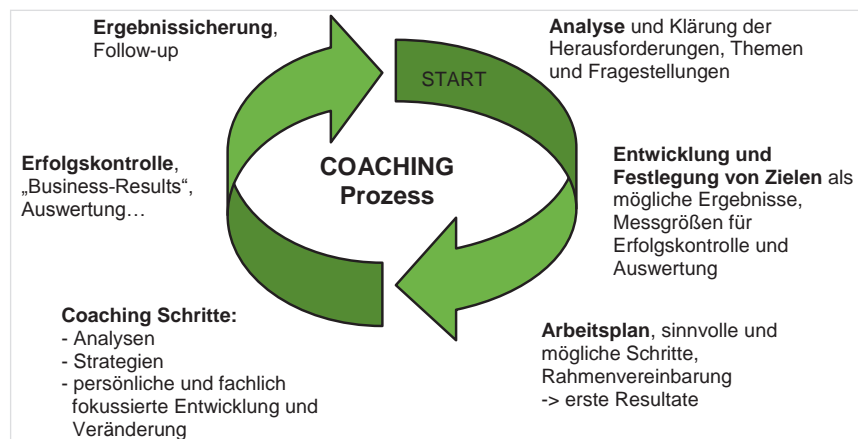 Ergebnissicherung,
Follow-up
START
Analyse und Klärung der
Herausforderungen, Themen
und Fragestellungen
COACHING
Prozess
Entwicklung und
Festlegung von Zielen als
mögliche Ergebnisse,
Messgrößen für
Erfolgskontrolle und
Auswertung
Arbeitsplan, sinnvolle und
mögliche Schritte,
Rahmenvereinbarung
-> erste Resultate
Coaching Schritte:
- Analysen
- Strategien
- persönliche und fachlich
fokussierte Entwicklung und
Veränderung
Erfolgskontrolle,
„Business-Results“,
Auswertung…